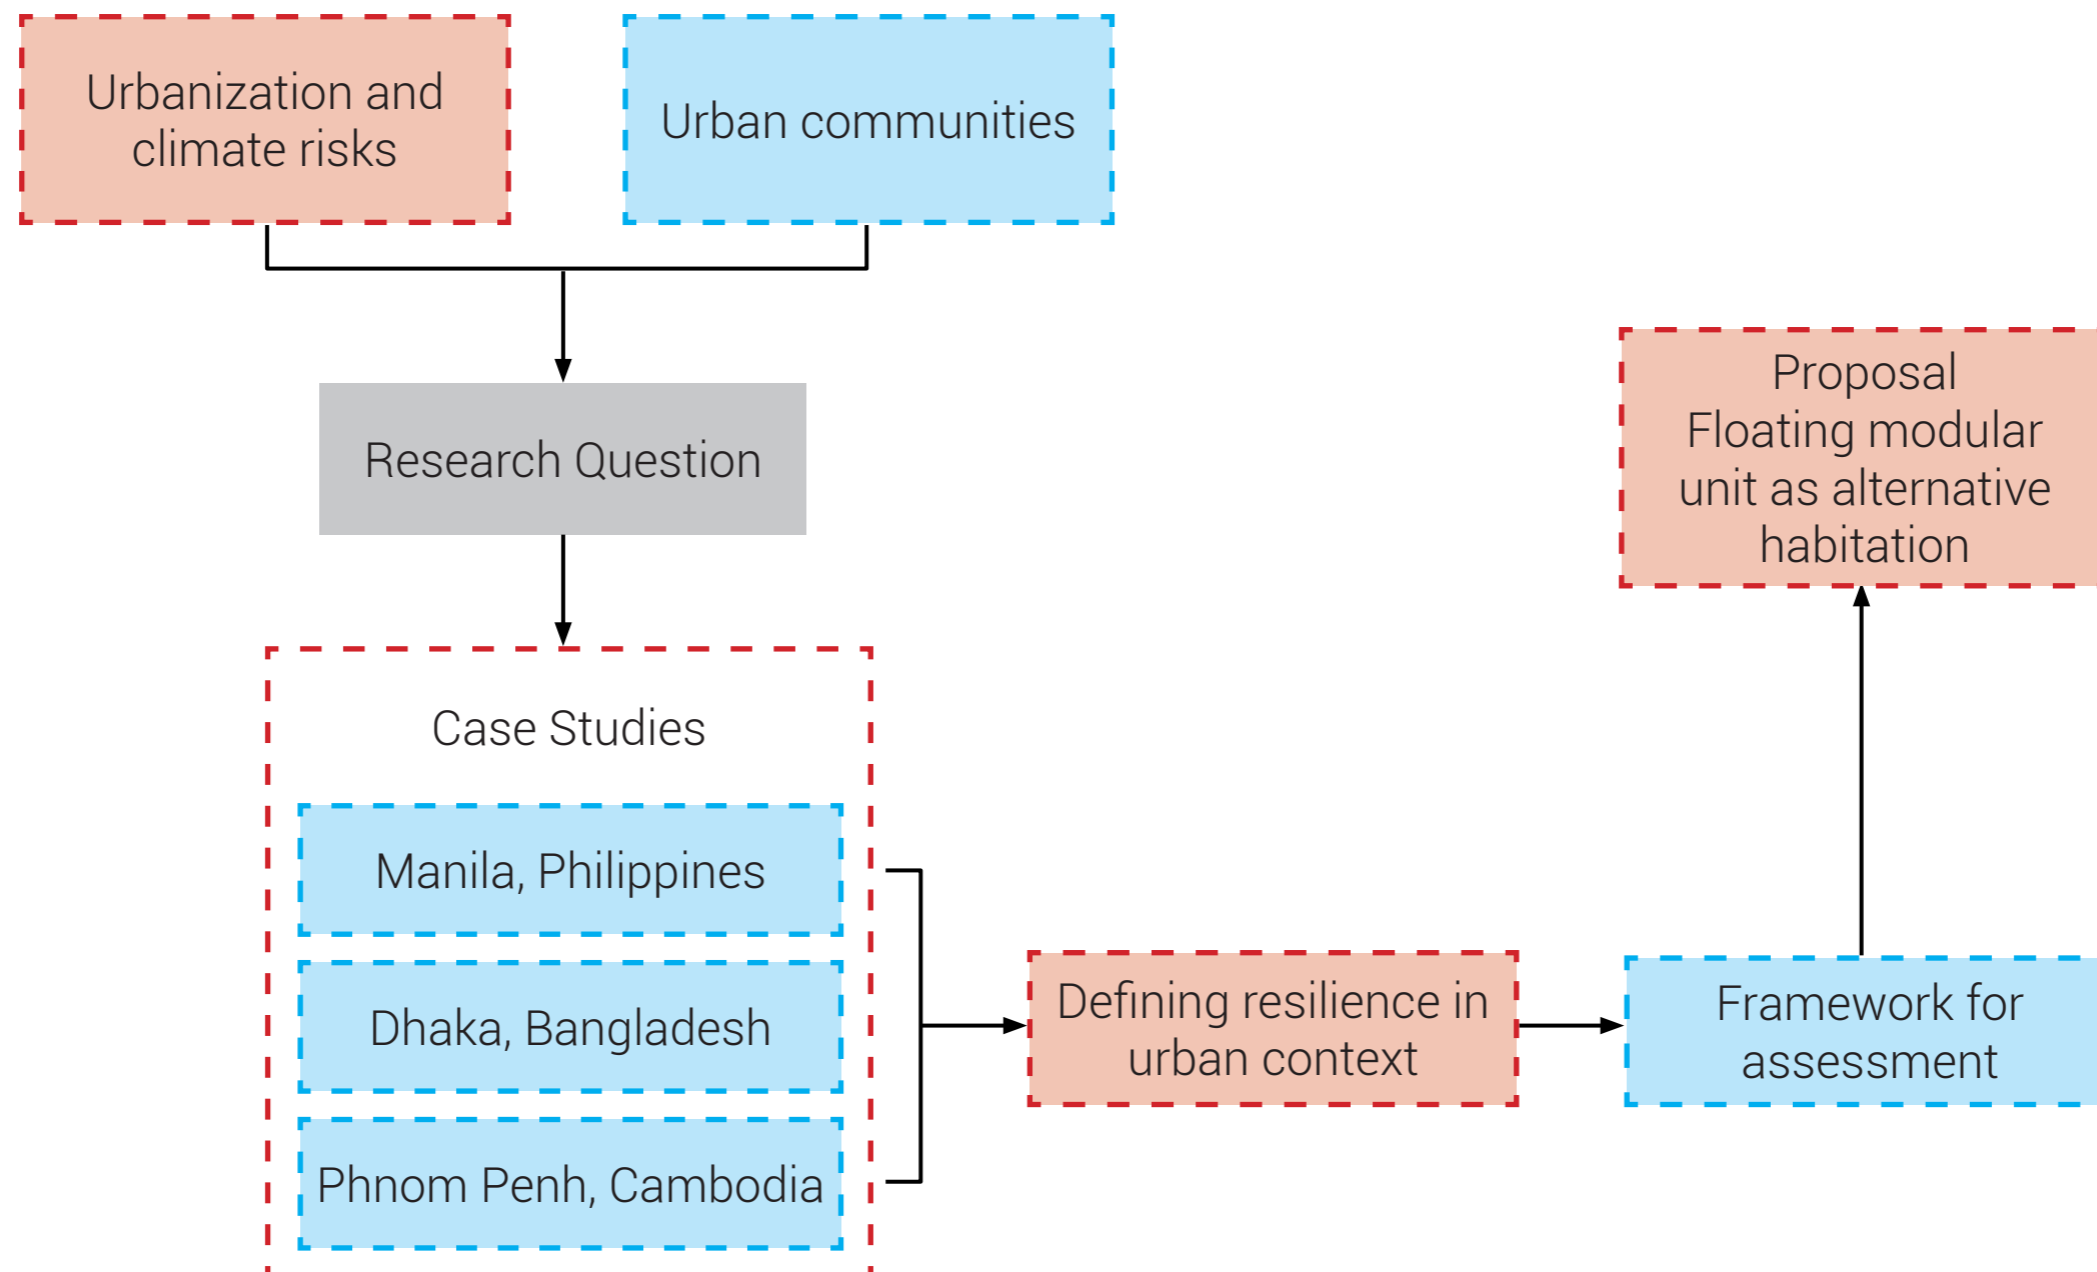 Urbanization and
climate risks
Urban communities
Research Question
Case Studies
Manila, Philippines
Dhaka, Bangladesh
Phnom Penh, Cambodia
Defining resilience in
urban context
Framework for
assessment
Proposal
Floating modular
unit as alternative
habitation